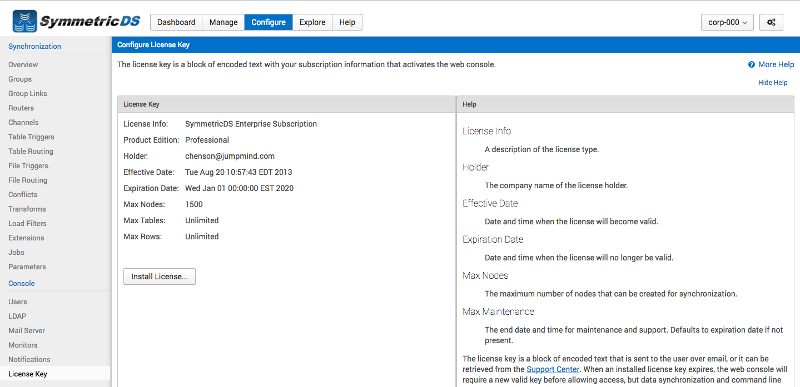 SymmetricDS
Dashboard
Manage
Configure
Explore
Help
corp-000
Synchronization
Overview
Groups
Group Links
Routers
Channels
Table Triggers
Table Routing
File Triggers
File Routing
Conflicts
Transforms
Load Filters
Extensions
Jobs
Parameters
Console
Users
LDAP
Mail Server
Monitors
Notifications
License Key
Configure License Key
The license key is a block of encoded text with your subscription information that activates the web console.
More Help
Hide Help
License Key
License Info: SymmetricDS Enterprise Subscription
Product Edition: Professional
Holder: chenson@jumpmind.com
Effective Date: Tue Aug 20 10:57:43 EDT 2013
Expiration Date: Wed Jan 01 00:00:00 EST 2020
Max Nodes: 1500
Max Tables: Unlimited
Max Rows: Unlimited
Install License...
Help
License Info
A description of the license type.
Holder
The company name of the license holder.
Effective Date
Date and time when the license will become valid.
Expiration Date
Date and time when the license will no longer be valid.
Max Nodes
The maximum number of nodes that can be created for synchronization.
Max Maintenance
The end date and time for maintenance and support. Defaults to expiration date if not
present.
The license key is a block of encoded text that is sent to the user over email, or it can be
retrieved from the Support Center. When an installed license key expires, the web console will
require a new valid key before allowing access, but data synchronization and command line